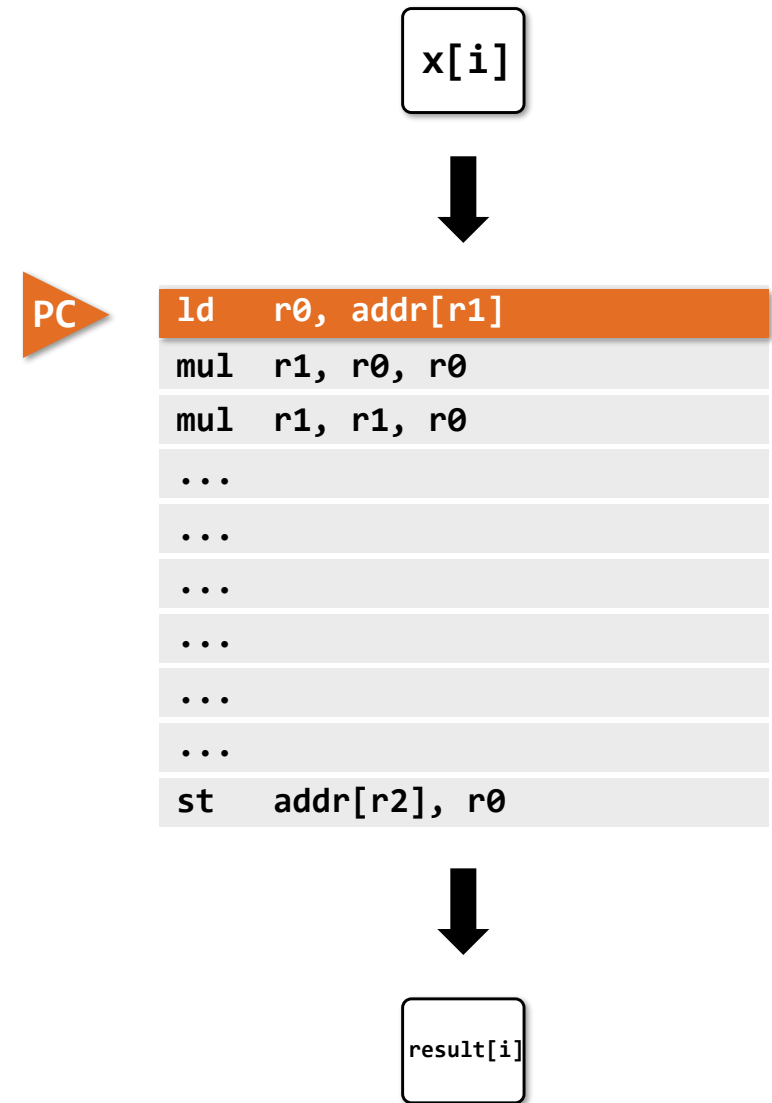 x[i]
PC
ld r0, addr[r1]
mul r1, r0, r0
mul r1, r1, r0
...
...
...
...
...
...
st addr[r2], r0
result[i]